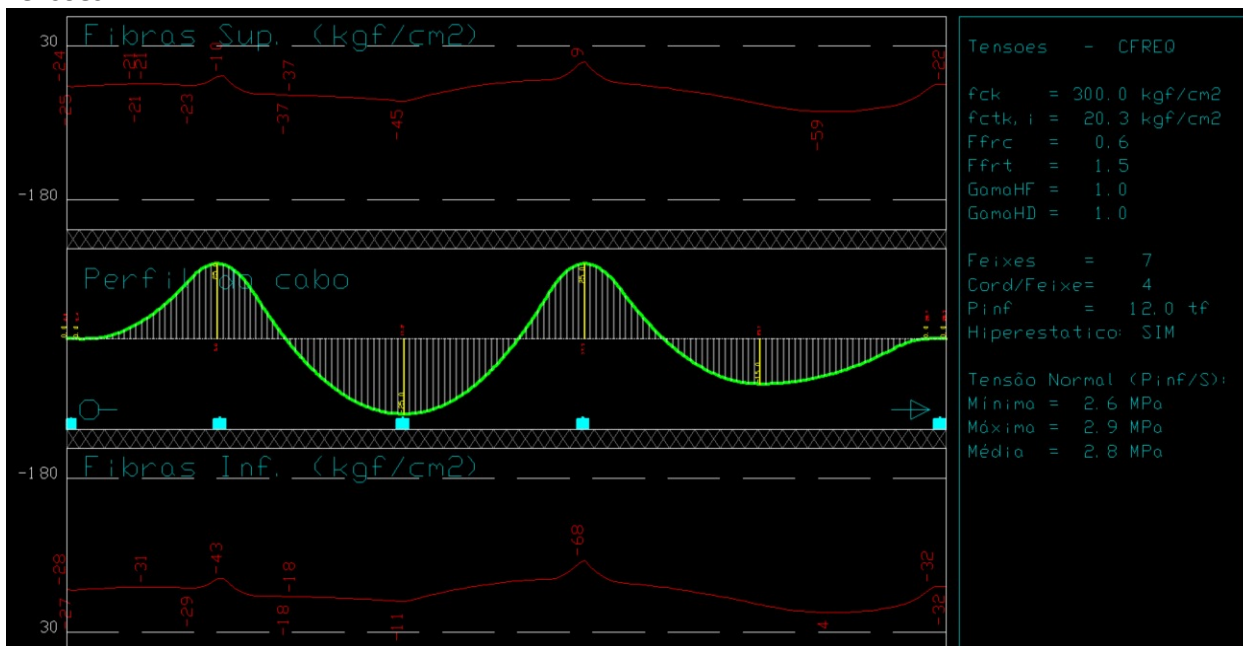 Fibras Sup. (kgf/cm2)
30
-24
-21
-21
-10
-37
9
-22
-25
-21
-23
-37
-45
-59
-180
Perfil do cabo
-180
Fibras Inf. (kgf/cm2)
-28
-31
-43
-18
-68
-32
-27
-29
-18
-11
4
-32
30
Tensoes - CFREQ
fck = 300.0 kgf/cm2
fctk,i = 20.3 kgf/cm2
Ffrc = 0.6
Ffrt = 1.5
GamaHF = 1.0
GamaHD = 1.0
Feixes = 7
Cord/Feixe= 4
Pinf = 12.0 tf
Hiperestatico: SIM
Tensão Normal (Pinf/S):
Mínima = 2.6 MPa
Máxima = 2.9 MPa
Média = 2.8 MPa